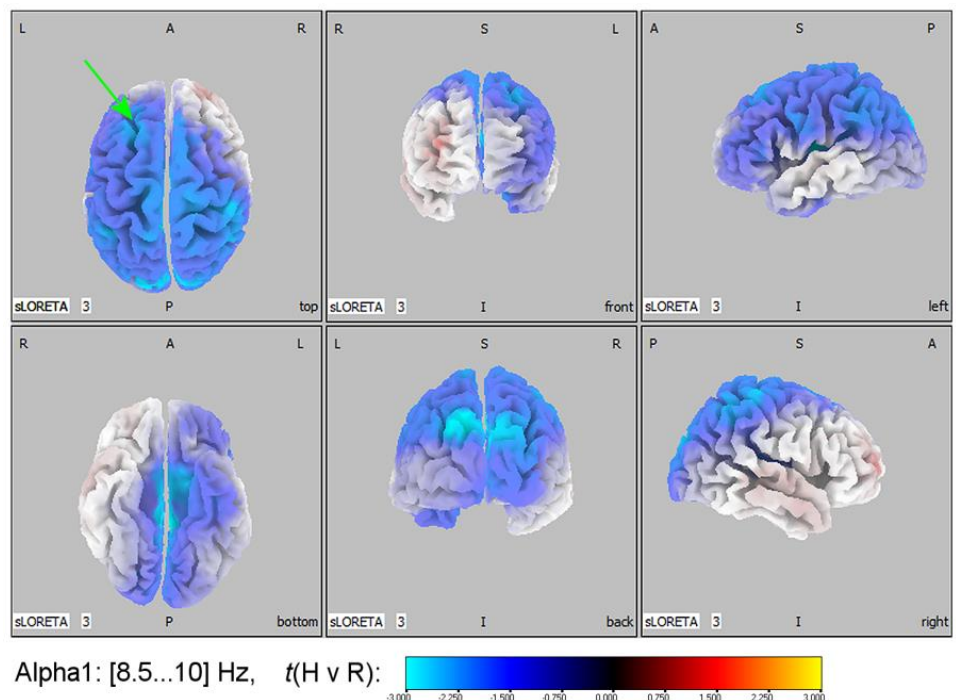 L A R
sLORETA 3 P top
R S L
sLORETA 3 I front
A S P
sLORETA 3 I left
R A L
sLORETA 3 P bottom
L S R
sLORETA 3 I back
P S A
sLORETA 3 I right
Alpha1: [8.5...10] Hz, t(H v R):
-3.000 -2.250 -1.500 -0.750 0.000 0.750 1.500 2.250 3.000